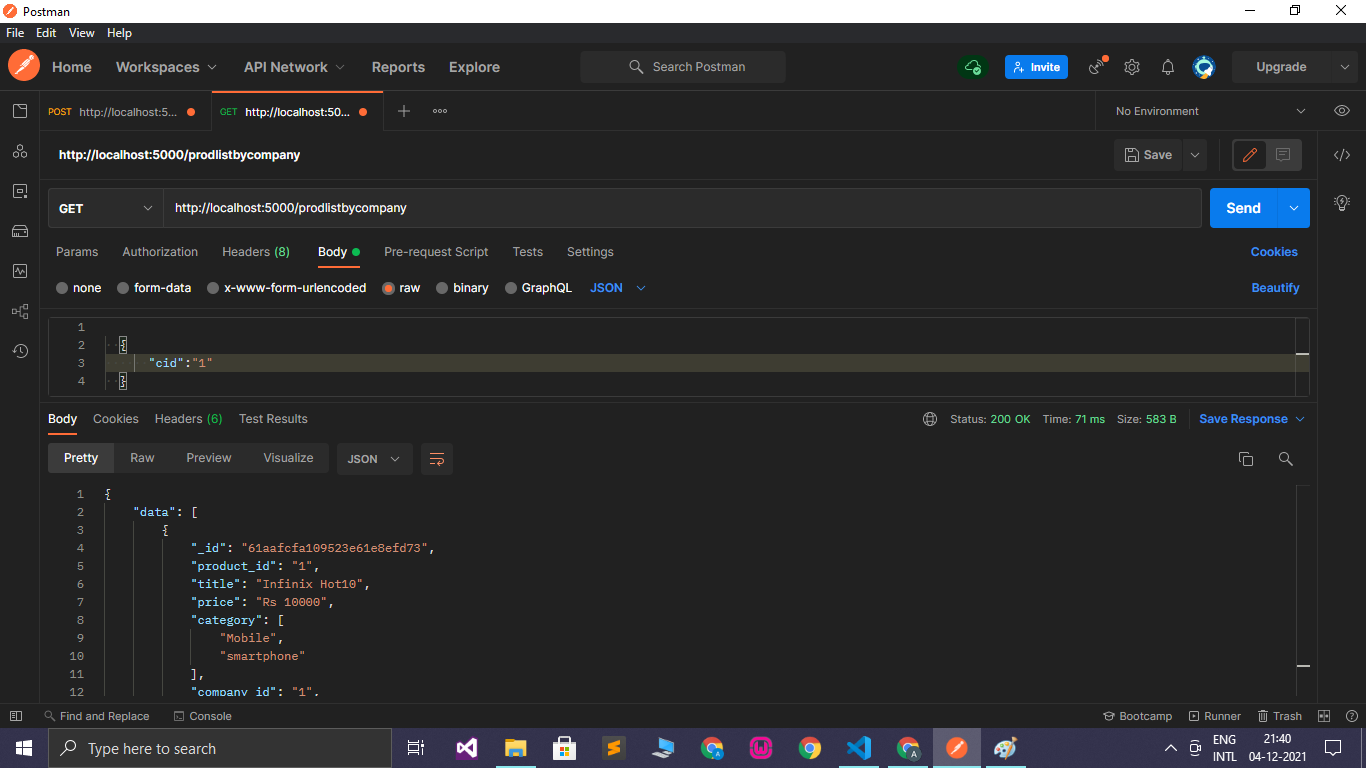 Postman
File Edit View Help
Home Workspaces API Network Reports Explore Search Postman Invite Upgrade
POST http://localhost:5... GET http://localhost:50... No Environment
http://localhost:5000/prodlistbycompany Save
GET http://localhost:5000/prodlistbycompany Send
Params Authorization Headers (8) Body Pre-request Script Tests Settings Cookies
none form-data x-www-form-urlencoded raw binary GraphQL JSON Beautify
1
2 {
3 "cid":"1"
4 }
Body Cookies Headers (6) Test Results Status: 200 OK Time: 71 ms Size: 583 B Save Response
Pretty Raw Preview Visualize JSON
1 {
2 "data": [
3 {
4 "_id": "61aafcfa109523e61e8efd73",
5 "product_id": "1",
6 "title": "Infinix Hot10",
7 "price": "Rs 10000",
8 "category": [
9 "Mobile",
10 "smartphone"
11 ],
12 "company_id": "1",
Find and Replace Console Bootcamp Runner Trash
Type here to search
ENG 21:40
INTL 04-12-2021